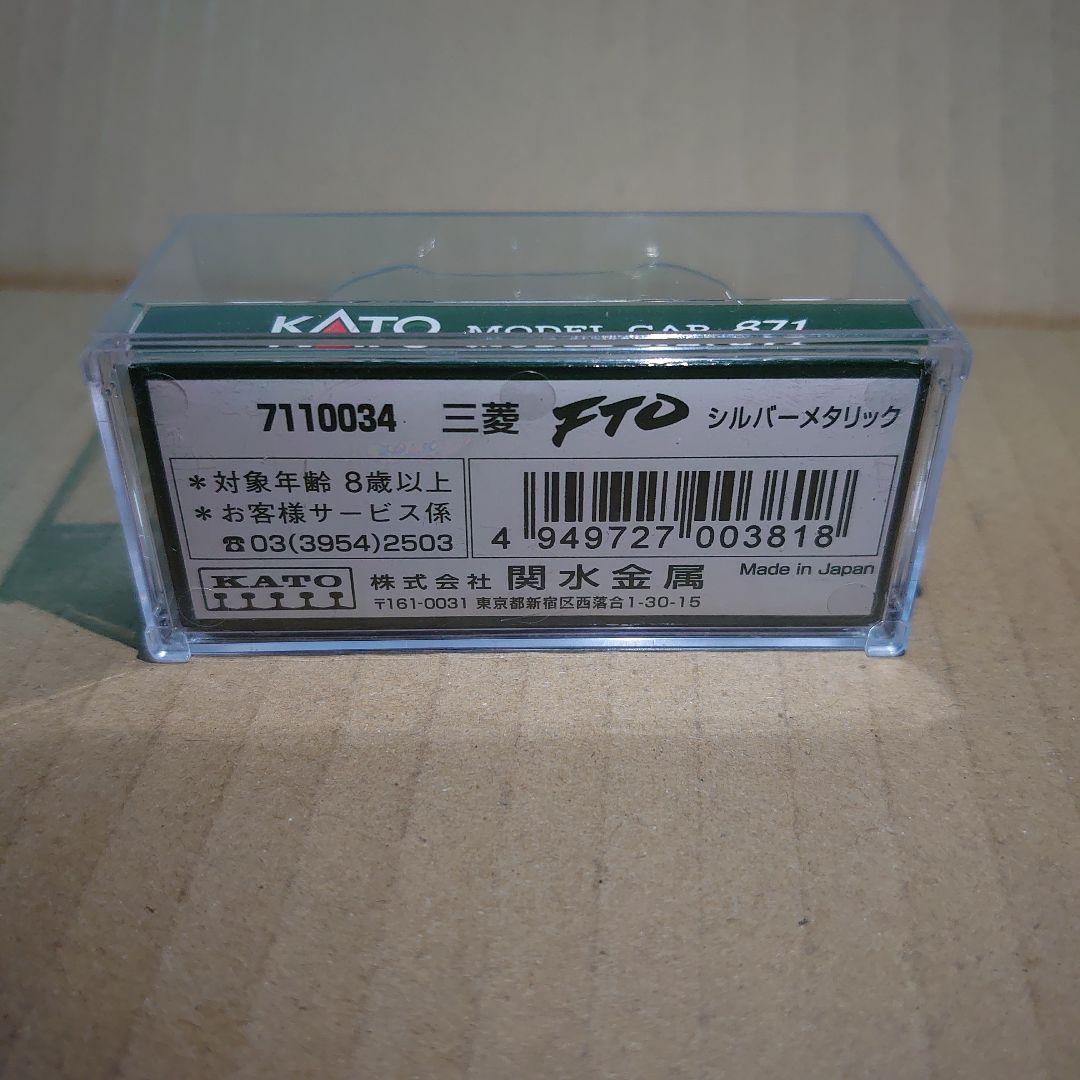 KATO MODEL CAR 871
7110034 三菱 FTO シルバーメタリック
*対象年齢 8歳以上
*お客様サービス係
☎03(3954)2503
4 949727 003818
KATO 株式会社 関水金属 Made in Japan
〒161-0031 東京都新宿区西落合1-30-15